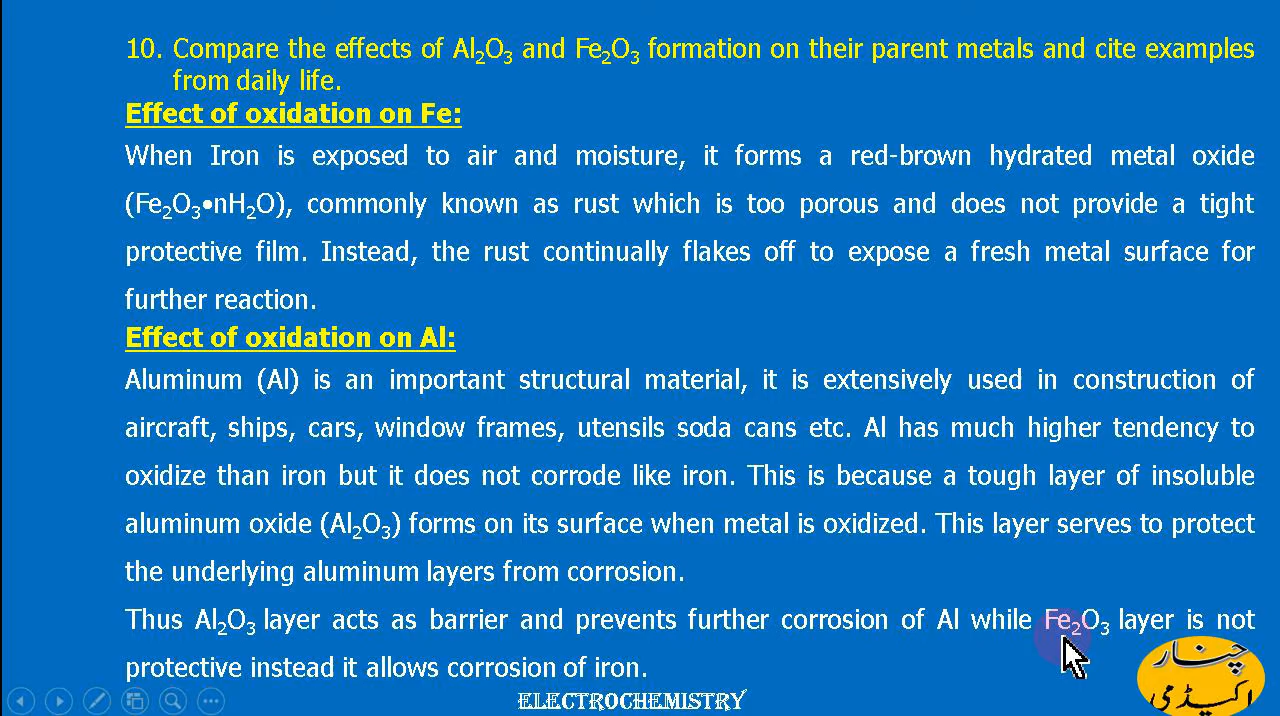 10. Compare the effects of Al₂O₃ and Fe₂O₃ formation on their parent metals and cite examples
from daily life.
Effect of oxidation on Fe:
When Iron is exposed to air and moisture, it forms a red-brown hydrated metal oxide
(Fe₂O₃•nH₂O), commonly known as rust which is too porous and does not provide a tight
protective film. Instead, the rust continually flakes off to expose a fresh metal surface for
further reaction.
Effect of oxidation on Al:
Aluminum (Al) is an important structural material, it is extensively used in construction of
aircraft, ships, cars, window frames, utensils soda cans etc. Al has much higher tendency to
oxidize than iron but it does not corrode like iron. This is because a tough layer of insoluble
aluminum oxide (Al₂O₃) forms on its surface when metal is oxidized. This layer serves to protect
the underlying aluminum layers from corrosion.
Thus Al₂O₃ layer acts as barrier and prevents further corrosion of Al while Fe₂O₃ layer is not
protective instead it allows corrosion of iron.
ELECTROCHEMISTRY
چنار
اکیڈمی